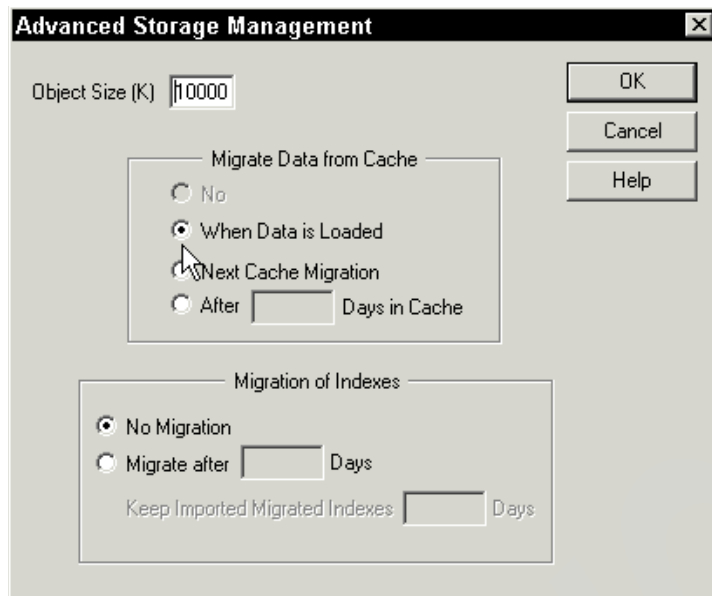 Advanced Storage Management
Object Size (K) 10000
OK
Cancel
Help
Migrate Data from Cache
No
When Data is Loaded
Next Cache Migration
After Days in Cache
Migration of Indexes
No Migration
Migrate after Days
Keep Imported Migrated Indexes Days